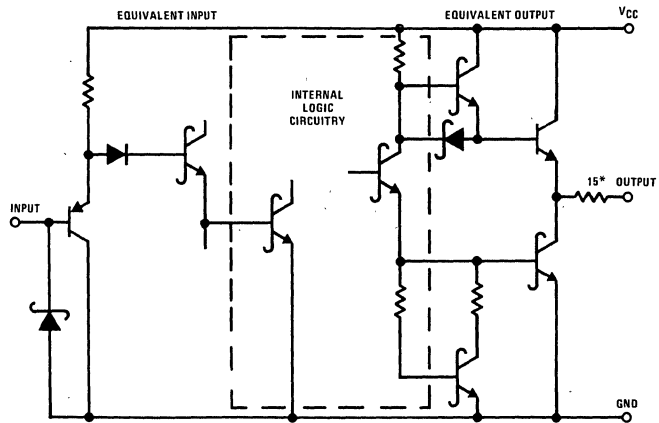 EQUIVALENT INPUT
EQUIVALENT OUTPUT
VCC
INTERNAL
LOGIC
CIRCUITRY
15* OUTPUT
INPUT
GND